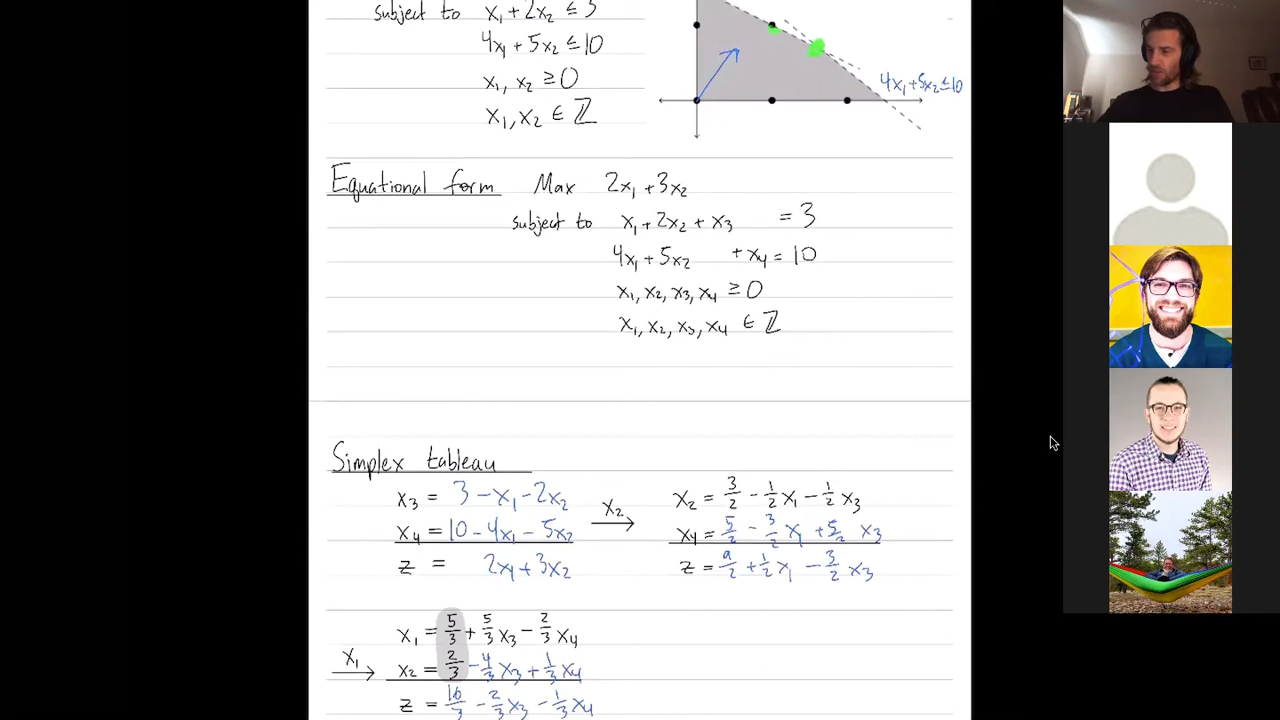 subject to x₁ + 2x₂ ≤ 3
4x₁ + 5x₂ ≤ 10
x₁, x₂ ≥ 0
x₁, x₂ ∈ ℤ
4x₁ + 5x₂ ≤ 10
Equational form Max 2x₁ + 3x₂
subject to x₁ + 2x₂ + x₃ = 3
4x₁ + 5x₂ + x₄ = 10
x₁, x₂, x₃, x₄ ≥ 0
x₁, x₂, x₃, x₄ ∈ ℤ
Simplex tableau
x₃ = 3 - x₁ - 2x₂
x₄ = 10 - 4x₁ - 5x₂
z = 2x₁ + 3x₂
x₂ →
x₂ = 3/2 - 1/2 x₁ - 1/2 x₃
x₄ = 5/2 - 3/2 x₁ + 5/2 x₃
z = 9/2 + 1/2 x₁ - 3/2 x₃
x₁ →
x₁ = 5/3 + 5/3 x₃ - 2/3 x₄
x₂ = 2/3 - 4/3 x₃ + 1/3 x₄
z = 16/3 - 2/3 x₃ - 1/3 x₄